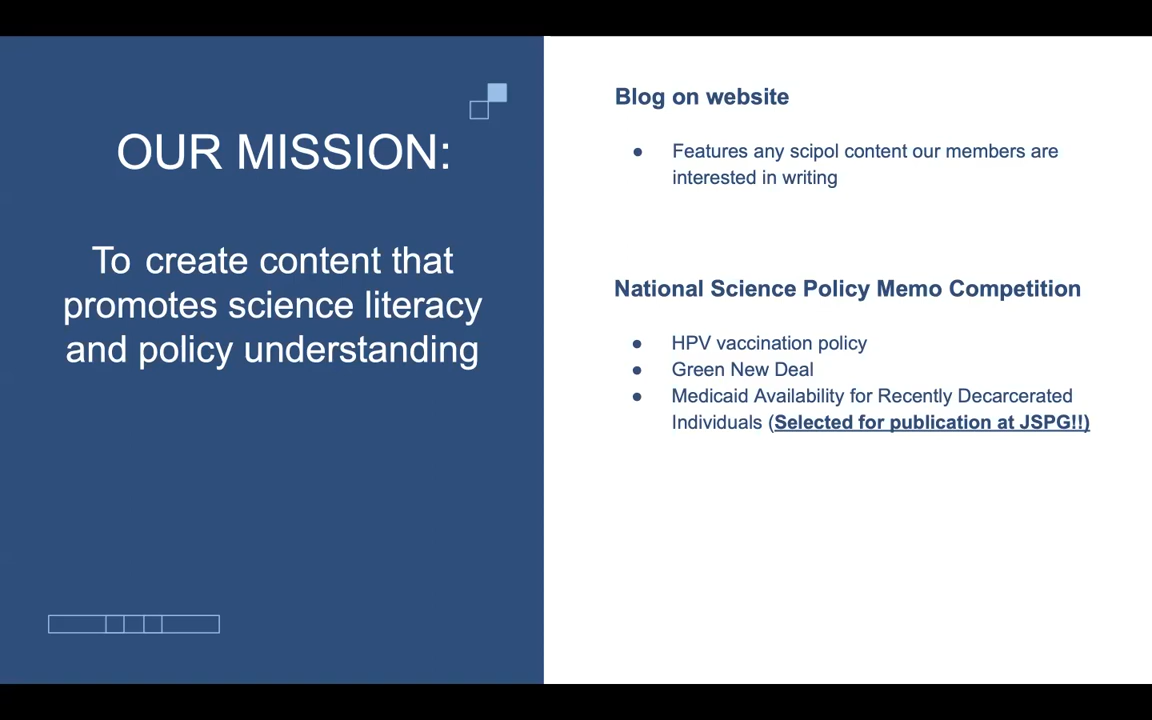 OUR MISSION:
To create content that
promotes science literacy
and policy understanding
Blog on website
● Features any scipol content our members are
interested in writing
National Science Policy Memo Competition
● HPV vaccination policy
● Green New Deal
● Medicaid Availability for Recently Decarcerated
Individuals (Selected for publication at JSPG!!)